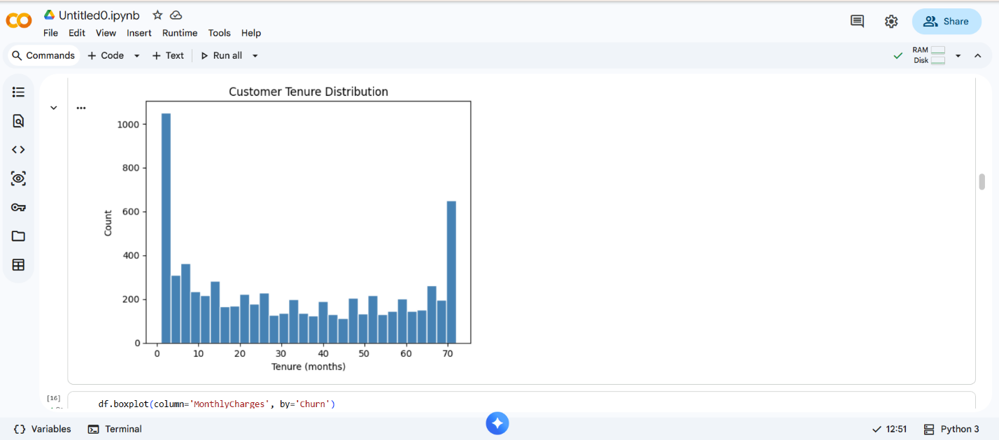 Untitled0.ipynb
File Edit View Insert Runtime Tools Help
Share
Commands + Code + Text Run all
RAM
Disk
...
Customer Tenure Distribution
1000
800
600
400
200
0
Count
0 10 20 30 40 50 60 70
Tenure (months)
[16]
df.boxplot(column='MonthlyCharges', by='Churn')
Variables Terminal
12:51 Python 3